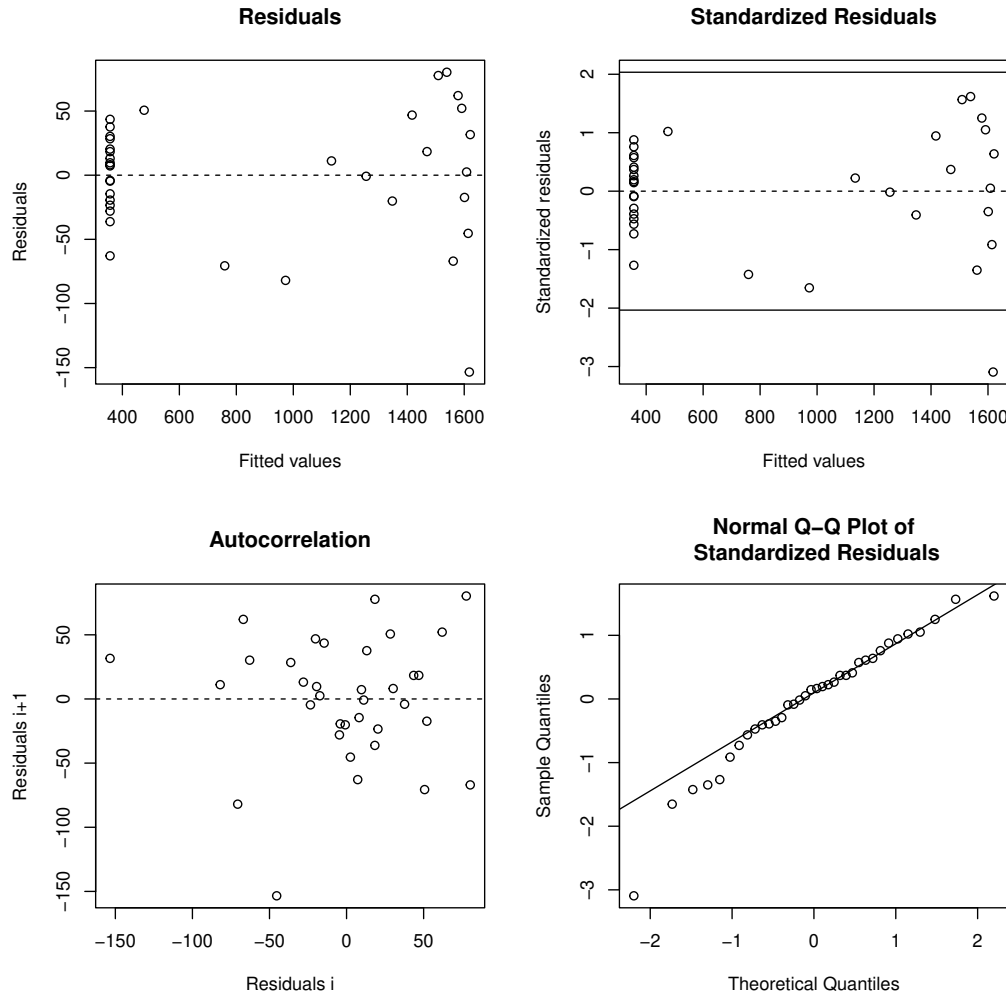 Residuals
Residuals
50
0
−50
−100
−150
400 600 800 1000 1200 1400 1600
Fitted values
Standardized Residuals
Standardized residuals
2
1
0
−1
−2
−3
400 600 800 1000 1200 1400 1600
Fitted values
Autocorrelation
Residuals i+1
50
0
−50
−100
−150
−150 −100 −50 0 50
Residuals i
Normal Q−Q Plot of
Standardized Residuals
Sample Quantiles
1
0
−1
−2
−3
−2 −1 0 1 2
Theoretical Quantiles